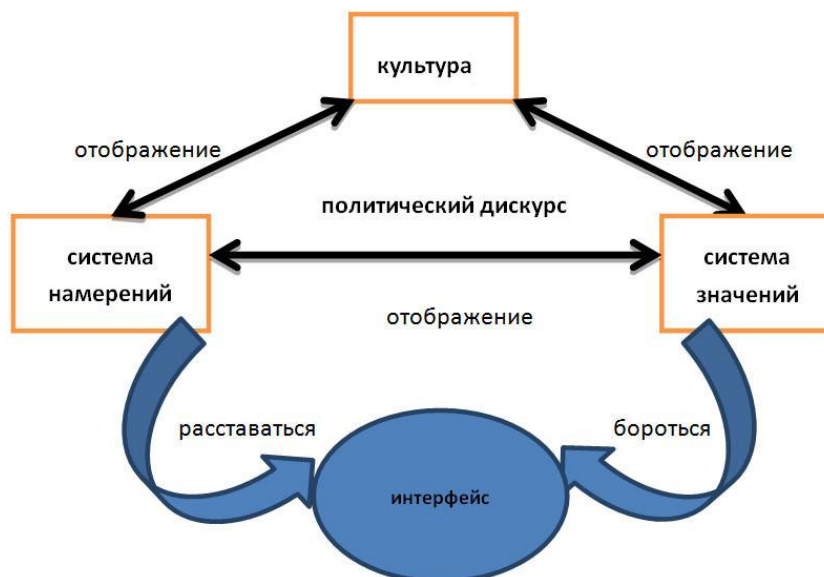 культура
отображение
отображение
политический дискурс
система
намерений
система
значений
отображение
расставаться
бороться
интерфейс